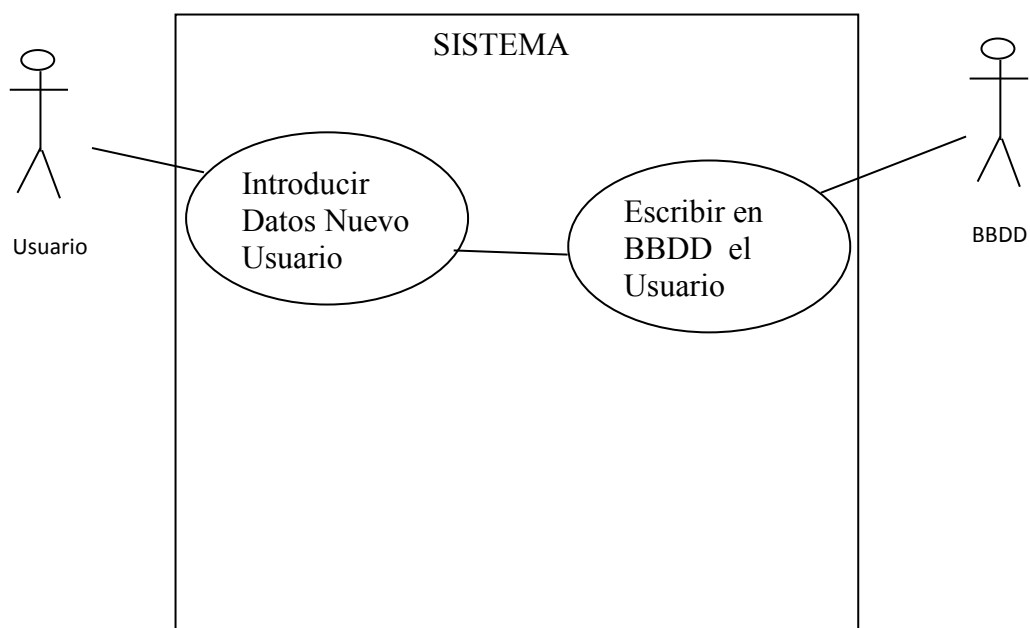 SISTEMA
Usuario
Introducir
Datos Nuevo
Usuario
Escribir en
BBDD el
Usuario
BBDD